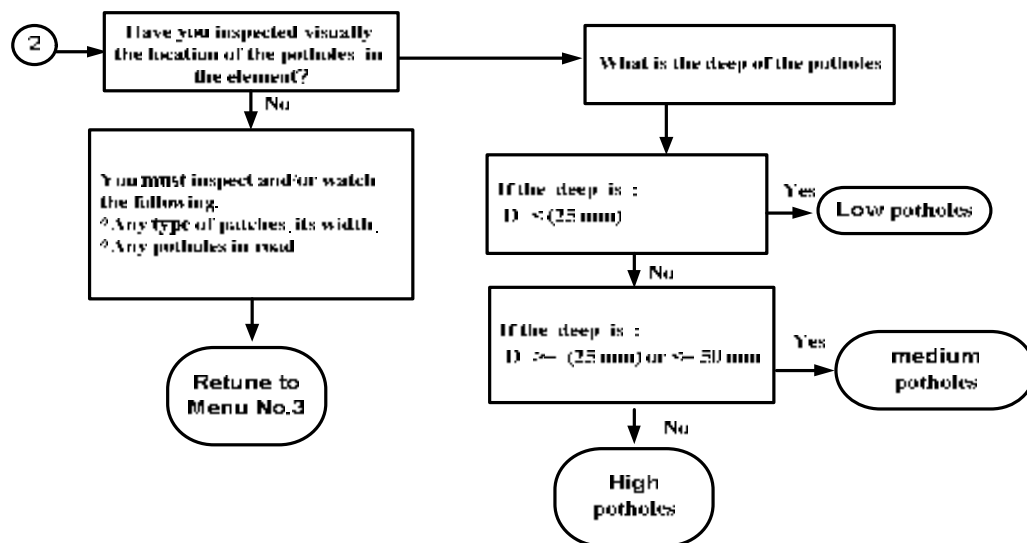 2
Have you inspected visually
the location of the potholes in
the element?
What is the deep of the potholes
No
You must inspect and/or watch
the following.
* Any type of patches, its width.
* Any potholes in road
If the deep is :
D < (25 mm)
Yes
Low potholes
No
If the deep is :
D >= (25 mm) or <= 50 mm
Yes
medium
potholes
Retune to
Menu No.3
No
High
potholes